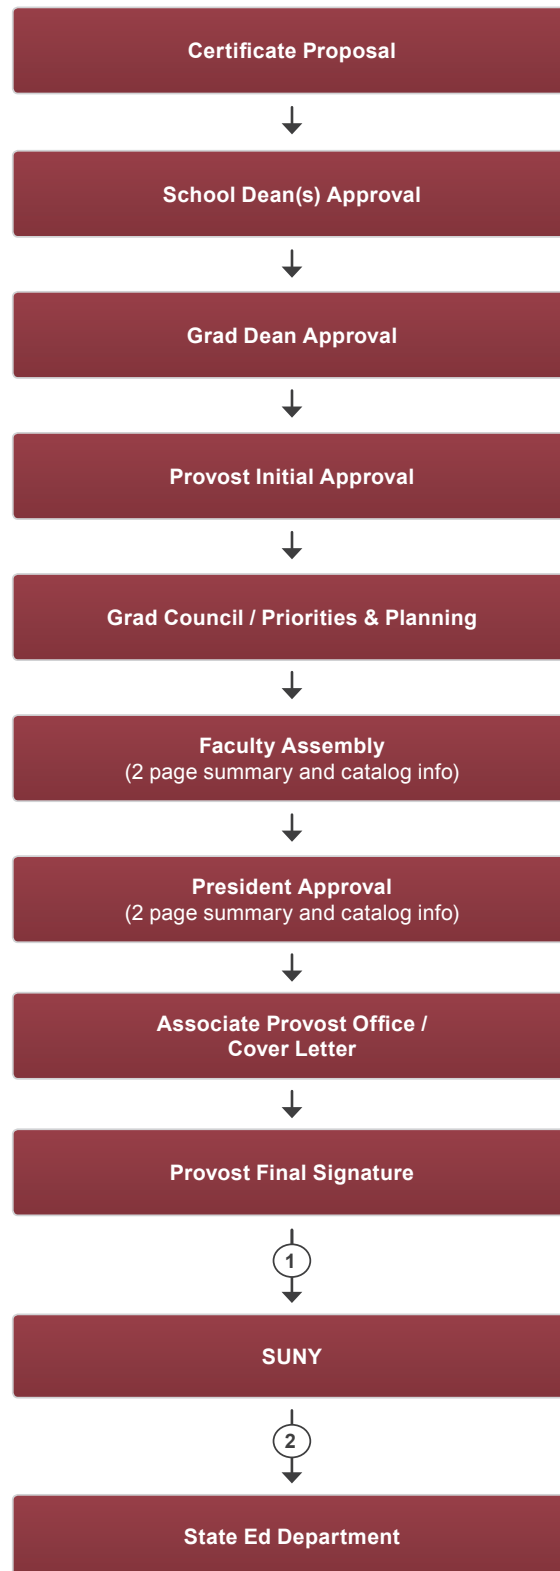 Certificate Proposal
School Dean(s) Approval
Grad Dean Approval
Provost Initial Approval
Grad Council / Priorities & Planning
Faculty Assembly
(2 page summary and catalog info)
President Approval
(2 page summary and catalog info)
Associate Provost Office /
Cover Letter
Provost Final Signature
1
SUNY
2
State Ed Department